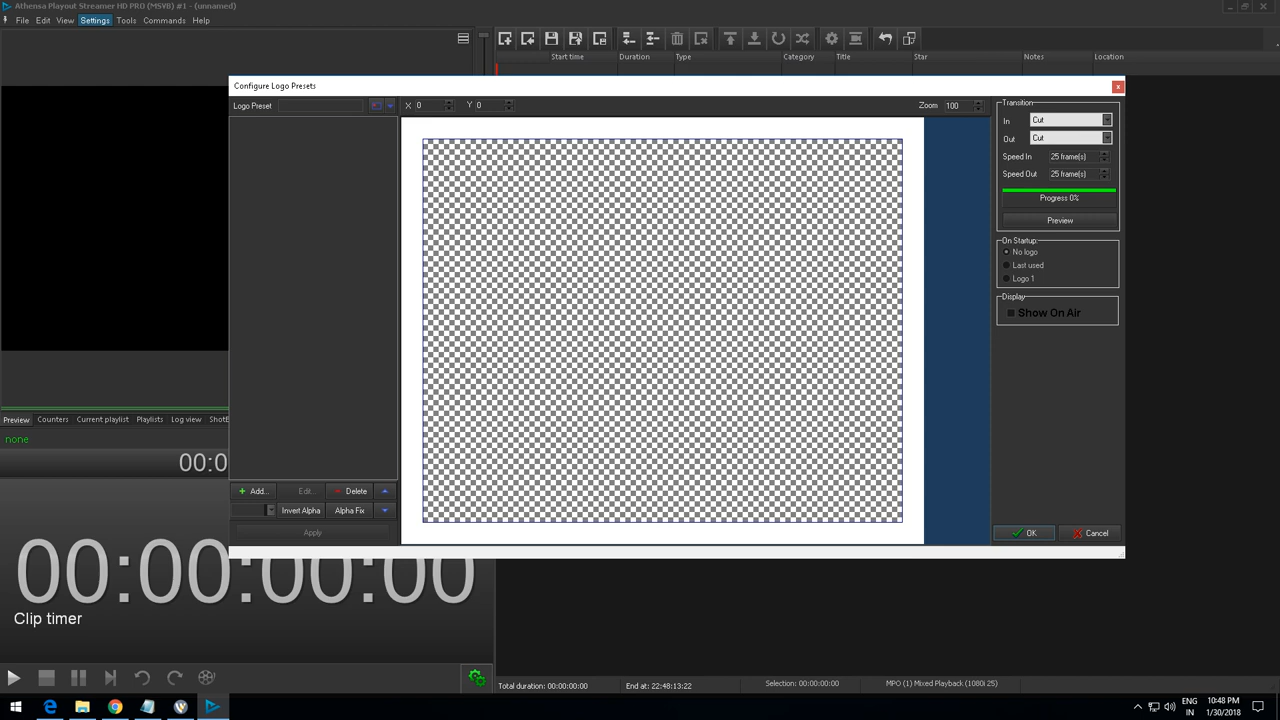 Athensa Playout Streamer HD PRO (MSVB) #1 - (unnamed)
File Edit View Settings Tools Commands Help
Start time Duration Type Category Title Star Notes Location
Configure Logo Presets
Logo Preset
X 0 Y 0
Zoom 100
Transition
In Cut
Out Cut
Speed In 25 frame(s)
Speed Out 25 frame(s)
Progress 0%
Preview
On Startup:
No logo
Last used
Logo 1
Display
Show On Air
Preview Counters Current playlist Playlists Log view
none
00:0
Add... Edit... Delete
Invert Alpha Alpha Fix
Apply
OK Cancel
00:00:00:00
Clip timer
Total duration: 00:00:00:00 End at: 22:48:13:22 Selection: 00:00:00:00 MPO (1) Mixed Playback (1080i 25)
ENG
IN
10:48 PM
1/30/2018